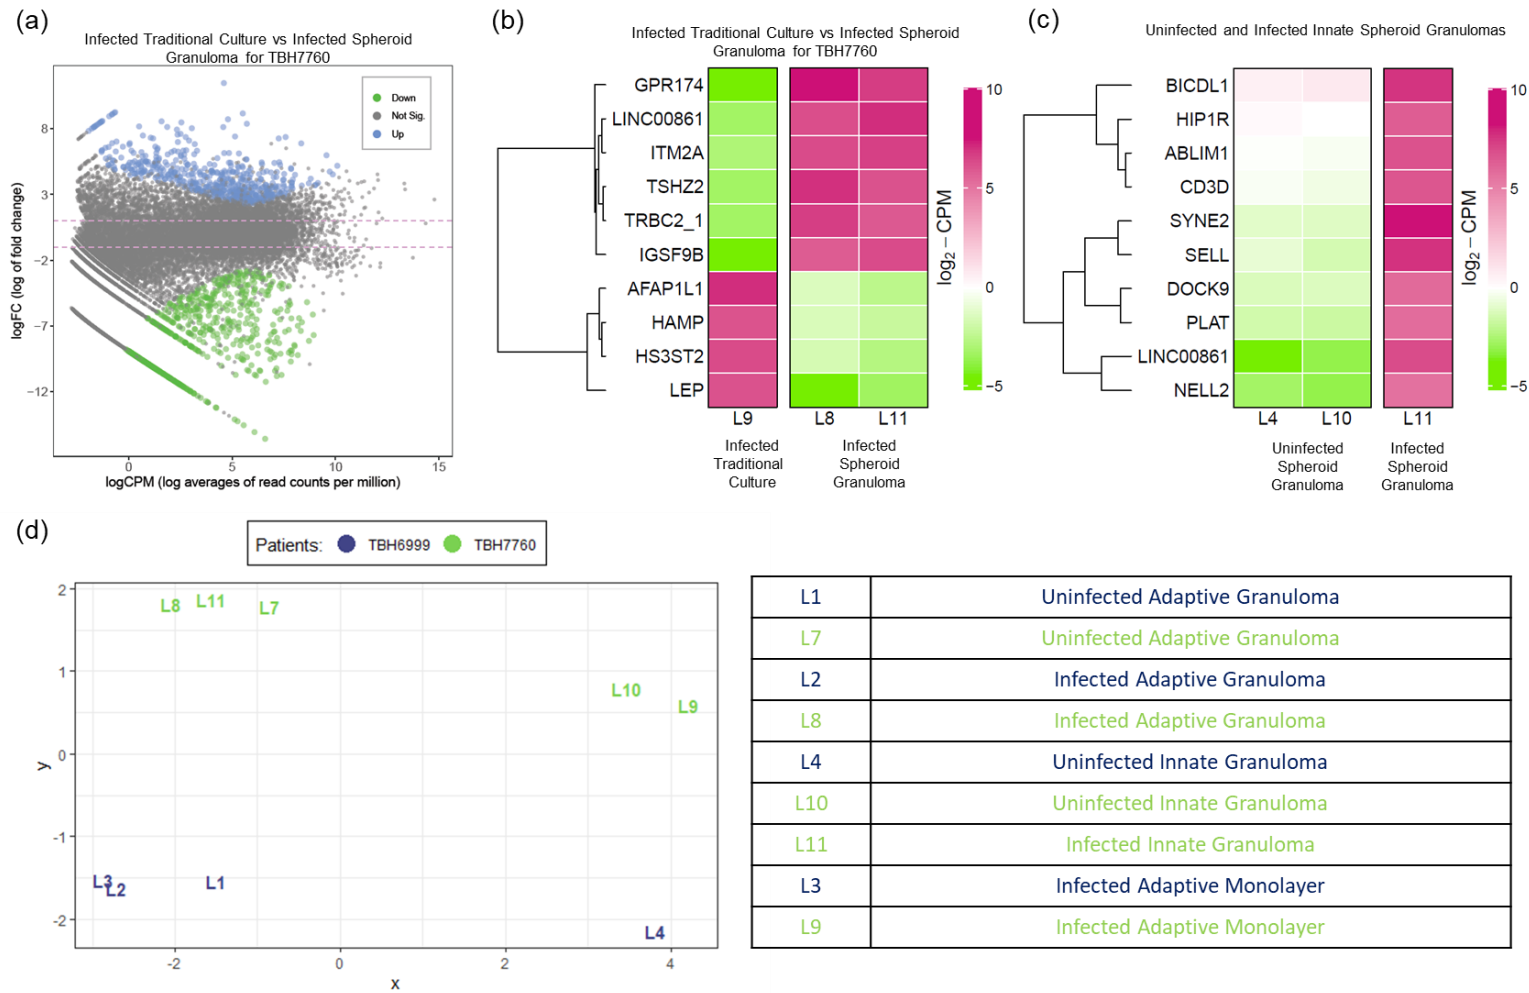 (a)
Infected Traditional Culture vs Infected Spheroid
Granuloma for TBH7760
Down
Not Sig.
Up
8
3
−2
−7
−12
logFC (log of fold change)
0
5
10
15
logCPM (log averages of read counts per million)
(b)
Infected Traditional Culture vs Infected Spheroid
Granuloma for TBH7760
GPR174
LINC00861
ITM2A
TSHZ2
TRBC2_1
IGSF9B
AFAP1L1
HAMP
HS3ST2
LEP
L9
L8
L11
Infected
Traditional
Culture
Infected
Spheroid
Granuloma
10
5
0
−5
log2 − CPM
(c)
Uninfected and Infected Innate Spheroid Granulomas
BICDL1
HIP1R
ABLIM1
CD3D
SYNE2
SELL
DOCK9
PLAT
LINC00861
NELL2
L4
L10
L11
Uninfected
Spheroid
Granuloma
Infected
Spheroid
Granuloma
10
5
0
−5
log2 − CPM
(d)
Patients: TBH6999 TBH7760
2
1
0
-1
-2
y
L8
L11
L7
L10
L9
L3
L2
L1
L4
-2
0
2
4
x
L1 Uninfected Adaptive Granuloma
L7 Uninfected Adaptive Granuloma
L2 Infected Adaptive Granuloma
L8 Infected Adaptive Granuloma
L4 Uninfected Innate Granuloma
L10 Uninfected Innate Granuloma
L11 Infected Innate Granuloma
L3 Infected Adaptive Monolayer
L9 Infected Adaptive Monolayer